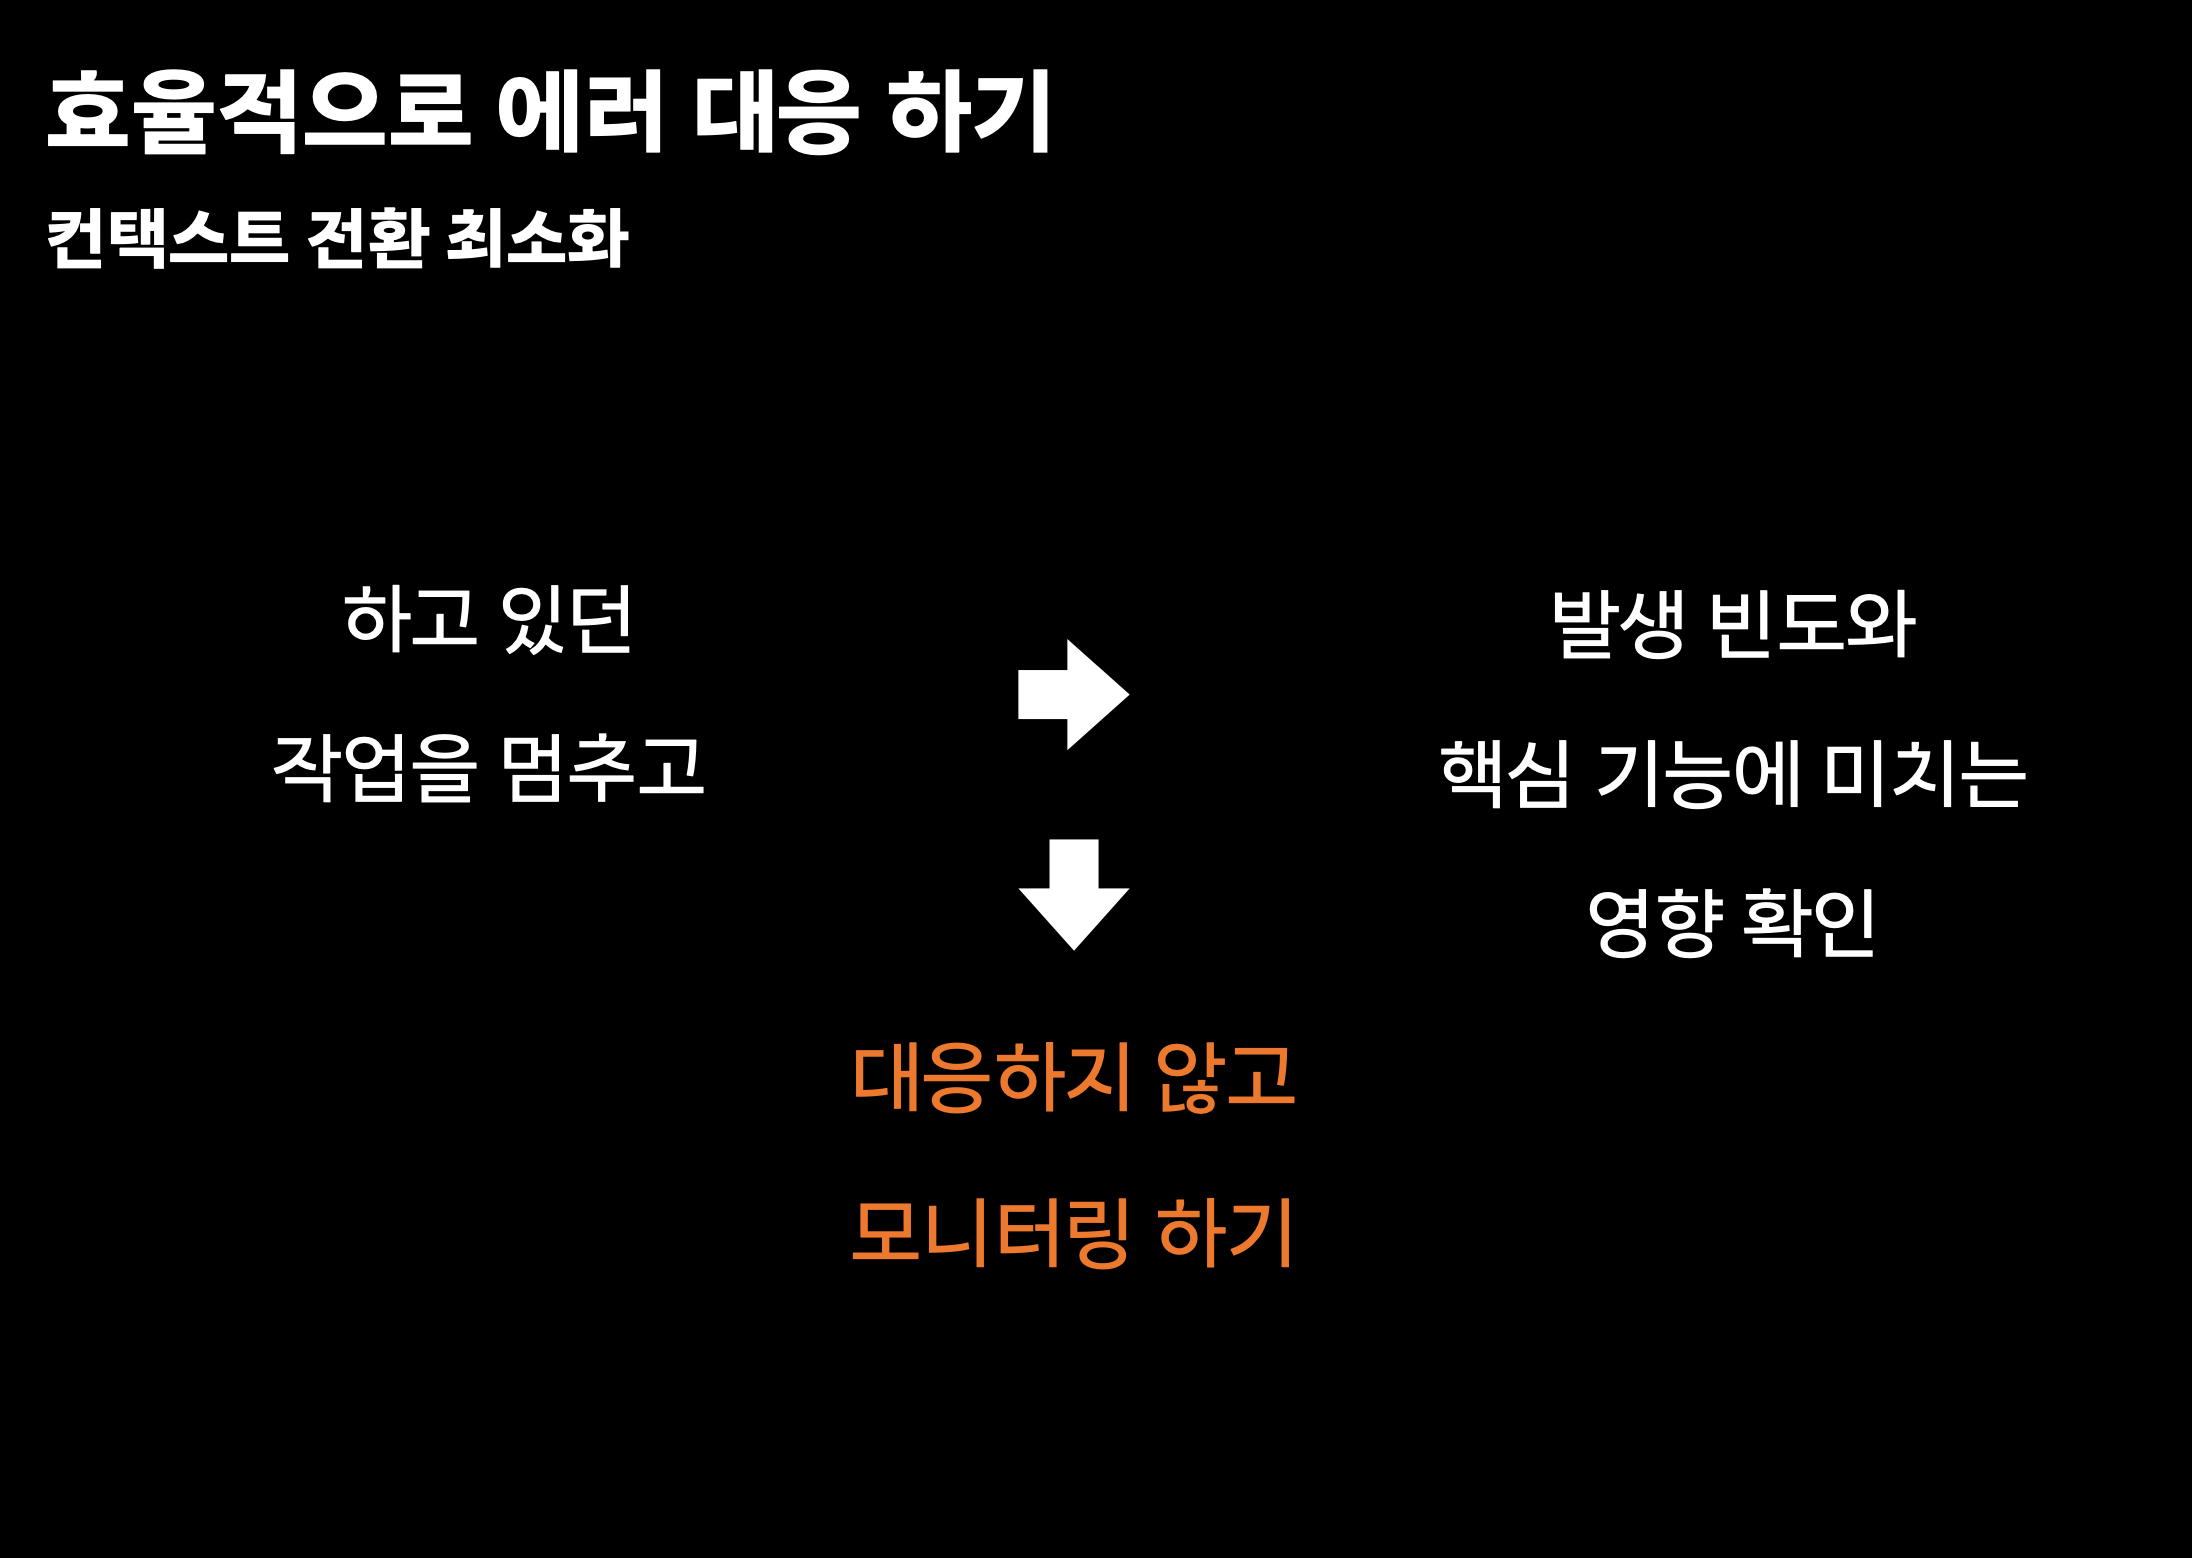 효율적으로 에러 대응 하기
컨택스트 전환 최소화
하고 있던
작업을 멈추고
발생 빈도와
핵심 기능에 미치는
영향 확인
대응하지 않고
모니터링 하기